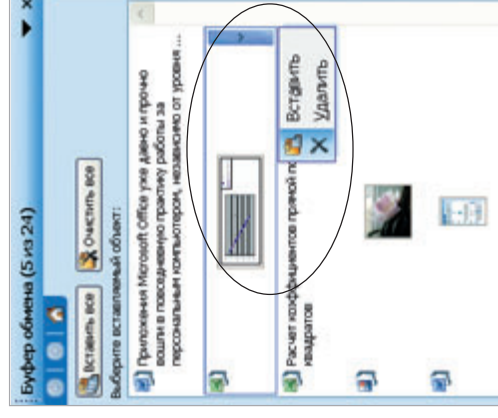 Буфер обмена (5 из 24)
Вставить все Очистить все
Выберите вставляемый объект:
Приложения Microsoft Office уже давно и прочно
вошли в повседневную практику работы за
персональным компьютером, независимо от уровня ...
Вставить
Удалить
Расчет коэффициентов прямой
квадратов